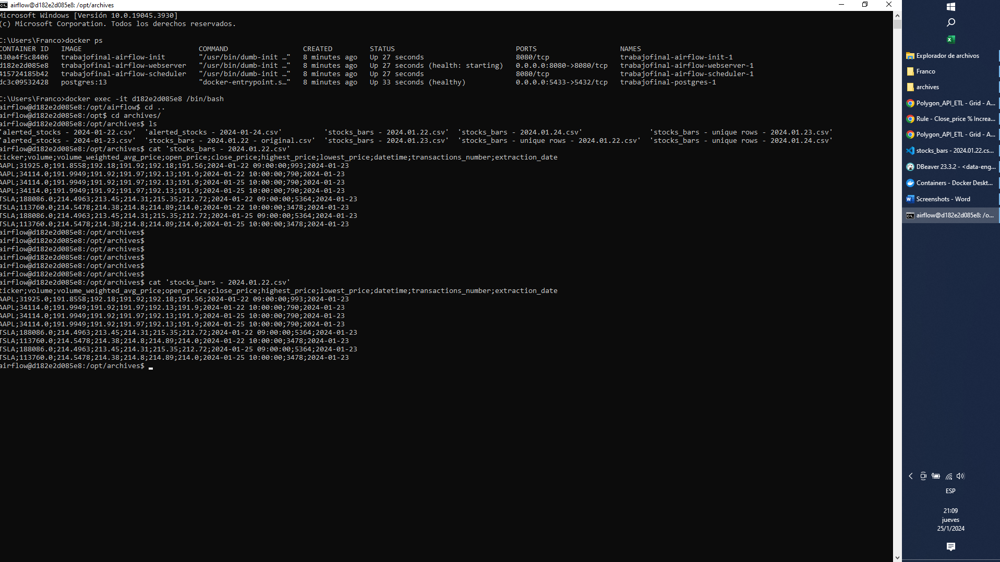 airflow@d182e2d085e8: /opt/archives
Microsoft Windows [Versión 10.0.19045.3930]
(c) Microsoft Corporation. Todos los derechos reservados.
C:\Users\Franco>docker ps
CONTAINER ID   IMAGE                            COMMAND                  CREATED         STATUS                             PORTS                    NAMES
430a4f5c8406   trabajofinal-airflow-init        "/usr/bin/dumb-init …"   8 minutes ago   Up 27 seconds                      8080/tcp                 trabajofinal-airflow-init-1
d182e2d085e8   trabajofinal-airflow-webserver   "/usr/bin/dumb-init …"   8 minutes ago   Up 27 seconds (health: starting)   0.0.0.0:8080->8080/tcp   trabajofinal-airflow-webserver-1
415724185b42   trabajofinal-airflow-scheduler   "/usr/bin/dumb-init …"   8 minutes ago   Up 27 seconds                      8080/tcp                 trabajofinal-airflow-scheduler-1
dc3c09532428   postgres:13                      "docker-entrypoint.s…"   8 minutes ago   Up 33 seconds (healthy)            0.0.0.0:5433->5432/tcp   trabajofinal-postgres-1
C:\Users\Franco>docker exec -it d182e2d085e8 /bin/bash
airflow@d182e2d085e8:/opt/airflow$ cd ..
airflow@d182e2d085e8:/opt$ cd archives/
airflow@d182e2d085e8:/opt/archives$ ls
'alerted_stocks - 2024-01-22.csv'  'alerted_stocks - 2024-01-24.csv'          'stocks_bars - 2024.01.22.csv'  'stocks_bars - 2024.01.24.csv'                'stocks_bars - unique rows - 2024.01.23.csv'
'alerted_stocks - 2024-01-23.csv'  'stocks_bars - 2024.01.22 - original.csv'  'stocks_bars - 2024.01.23.csv'  'stocks_bars - unique rows - 2024.01.22.csv'  'stocks_bars - unique rows - 2024.01.24.csv'
airflow@d182e2d085e8:/opt/archives$ cat 'stocks_bars - 2024.01.22.csv'
ticker;volume;volume_weighted_avg_price;open_price;close_price;highest_price;lowest_price;datetime;transactions_number;extraction_date
AAPL;31925.0;191.8558;192.18;191.92;192.18;191.56;2024-01-22 09:00:00;993;2024-01-23
AAPL;34114.0;191.9949;191.92;191.97;192.13;191.9;2024-01-22 10:00:00;790;2024-01-23
AAPL;34114.0;191.9949;191.92;191.97;192.13;191.9;2024-01-25 10:00:00;790;2024-01-23
AAPL;34114.0;191.9949;191.92;191.97;192.13;191.9;2024-01-25 10:00:00;790;2024-01-23
TSLA;188086.0;214.4963;213.45;214.31;215.35;212.72;2024-01-22 09:00:00;5364;2024-01-23
TSLA;113760.0;214.5478;214.38;214.8;214.89;214.0;2024-01-22 10:00:00;3478;2024-01-23
TSLA;188086.0;214.4963;213.45;214.31;215.35;212.72;2024-01-25 09:00:00;5364;2024-01-23
TSLA;113760.0;214.5478;214.38;214.8;214.89;214.0;2024-01-25 10:00:00;3478;2024-01-23
airflow@d182e2d085e8:/opt/archives$
airflow@d182e2d085e8:/opt/archives$
airflow@d182e2d085e8:/opt/archives$
airflow@d182e2d085e8:/opt/archives$
airflow@d182e2d085e8:/opt/archives$
airflow@d182e2d085e8:/opt/archives$
airflow@d182e2d085e8:/opt/archives$ cat 'stocks_bars - 2024.01.22.csv'
ticker;volume;volume_weighted_avg_price;open_price;close_price;highest_price;lowest_price;datetime;transactions_number;extraction_date
AAPL;31925.0;191.8558;192.18;191.92;192.18;191.56;2024-01-22 09:00:00;993;2024-01-23
AAPL;34114.0;191.9949;191.92;191.97;192.13;191.9;2024-01-22 10:00:00;790;2024-01-23
AAPL;34114.0;191.9949;191.92;191.97;192.13;191.9;2024-01-25 10:00:00;790;2024-01-23
AAPL;34114.0;191.9949;191.92;191.97;192.13;191.9;2024-01-25 10:00:00;790;2024-01-23
TSLA;188086.0;214.4963;213.45;214.31;215.35;212.72;2024-01-22 09:00:00;5364;2024-01-23
TSLA;113760.0;214.5478;214.38;214.8;214.89;214.0;2024-01-22 10:00:00;3478;2024-01-23
TSLA;188086.0;214.4963;213.45;214.31;215.35;212.72;2024-01-25 09:00:00;5364;2024-01-23
TSLA;113760.0;214.5478;214.38;214.8;214.89;214.0;2024-01-25 10:00:00;3478;2024-01-23
airflow@d182e2d085e8:/opt/archives$
Explorador de archivos
Franco
archives
Polygon_API_ETL - Grid - A...
Rule - Close_price % Increa...
Polygon_API_ETL - Grid - A...
stocks_bars - 2024.01.22.cs...
DBeaver 23.3.2 - <data-eng...
Containers - Docker Deskt...
Screenshots - Word
airflow@d182e2d085e8: /o...
ESP
21:09
jueves
25/1/2024